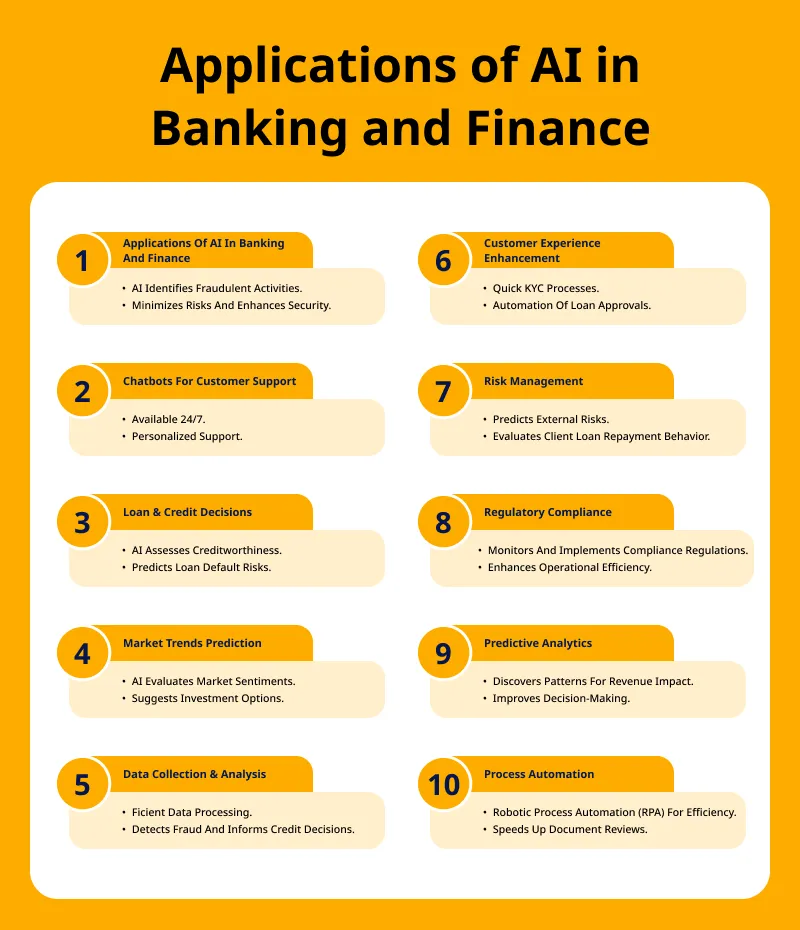 Applications of AI in
Banking and Finance
1
Applications Of AI In Banking
And Finance
• AI Identifies Fraudulent Activities.
• Minimizes Risks And Enhances Security.
2
Chatbots For Customer Support
• Available 24/7.
• Personalized Support.
3
Loan & Credit Decisions
• AI Assesses Creditworthiness.
• Predicts Loan Default Risks.
4
Market Trends Prediction
• AI Evaluates Market Sentiments.
• Suggests Investment Options.
5
Data Collection & Analysis
• Ficient Data Processing.
• Detects Fraud And Informs Credit Decisions.
6
Customer Experience
Enhancement
• Quick KYC Processes.
• Automation Of Loan Approvals.
7
Risk Management
• Predicts External Risks.
• Evaluates Client Loan Repayment Behavior.
8
Regulatory Compliance
• Monitors And Implements Compliance Regulations.
• Enhances Operational Efficiency.
9
Predictive Analytics
• Discovers Patterns For Revenue Impact.
• Improves Decision-Making.
10
Process Automation
• Robotic Process Automation (RPA) For Efficiency.
• Speeds Up Document Reviews.